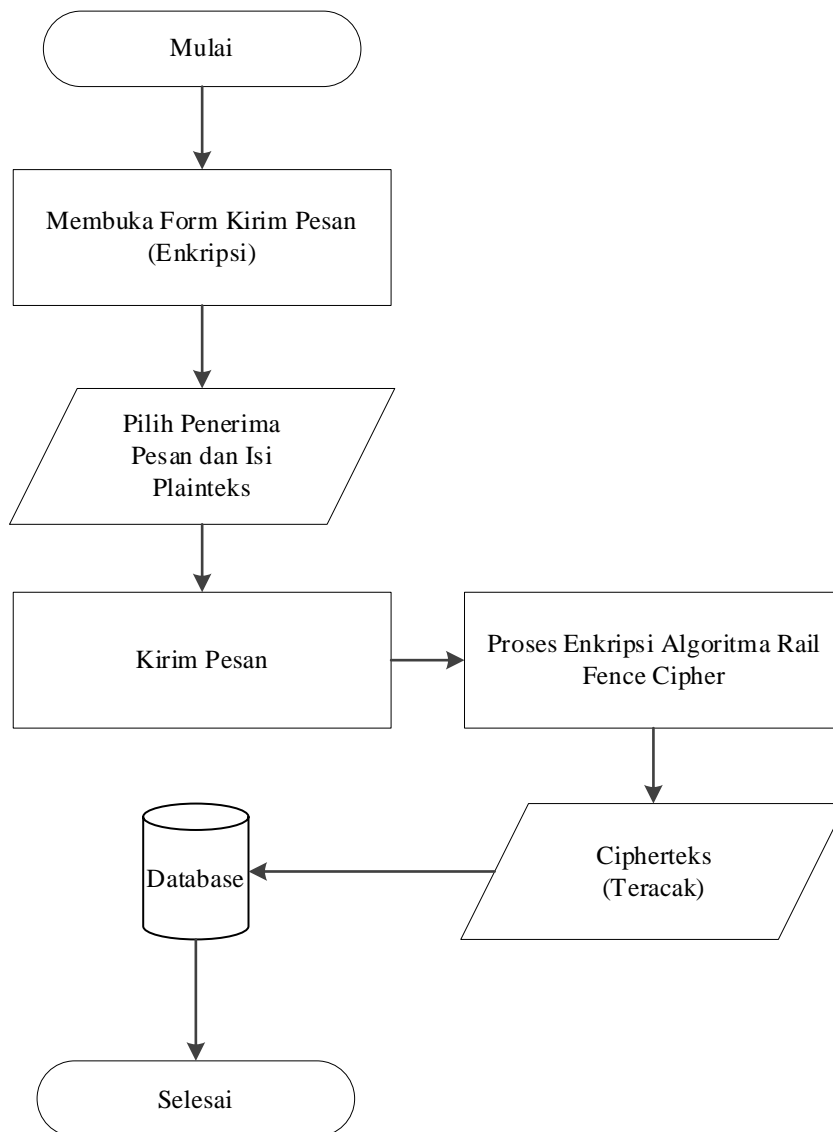 Mulai
Membuka Form Kirim Pesan
(Enkripsi)
Pilih Penerima
Pesan dan Isi
Plainteks
Kirim Pesan
Proses Enkripsi Algoritma Rail
Fence Cipher
Cipherteks
(Teracak)
Database
Selesai